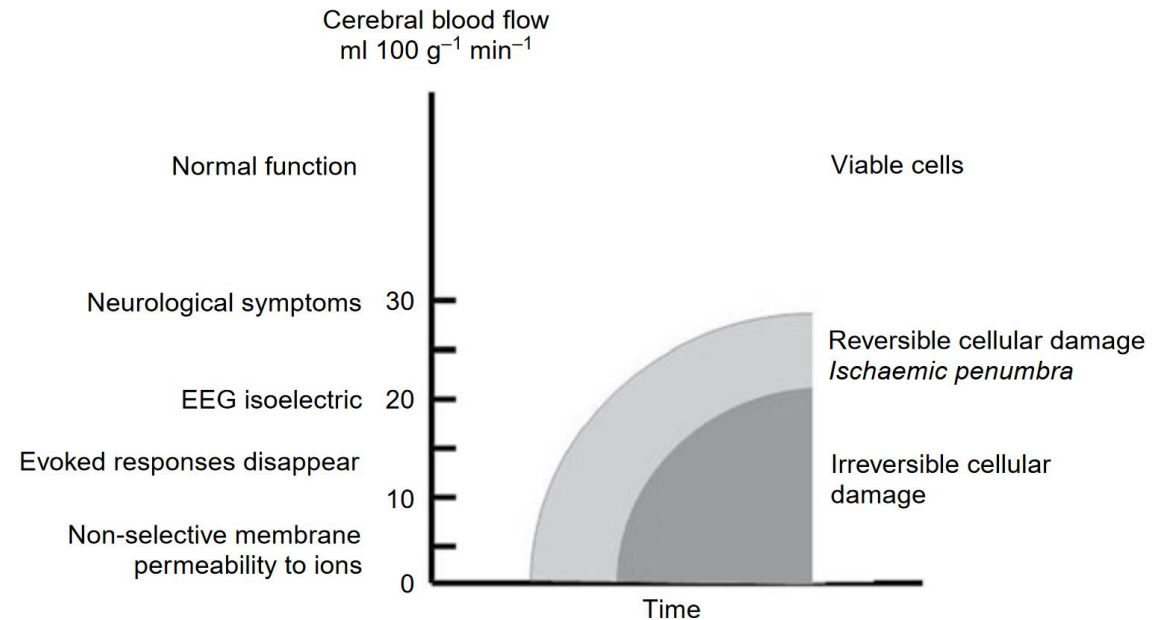 Cerebral blood flow
ml 100 g⁻¹ min⁻¹
Normal function
Viable cells
Neurological symptoms 30
Reversible cellular damage
Ischaemic penumbra
EEG isoelectric 20
Evoked responses disappear
Irreversible cellular
damage
10
Non-selective membrane
permeability to ions
0
Time